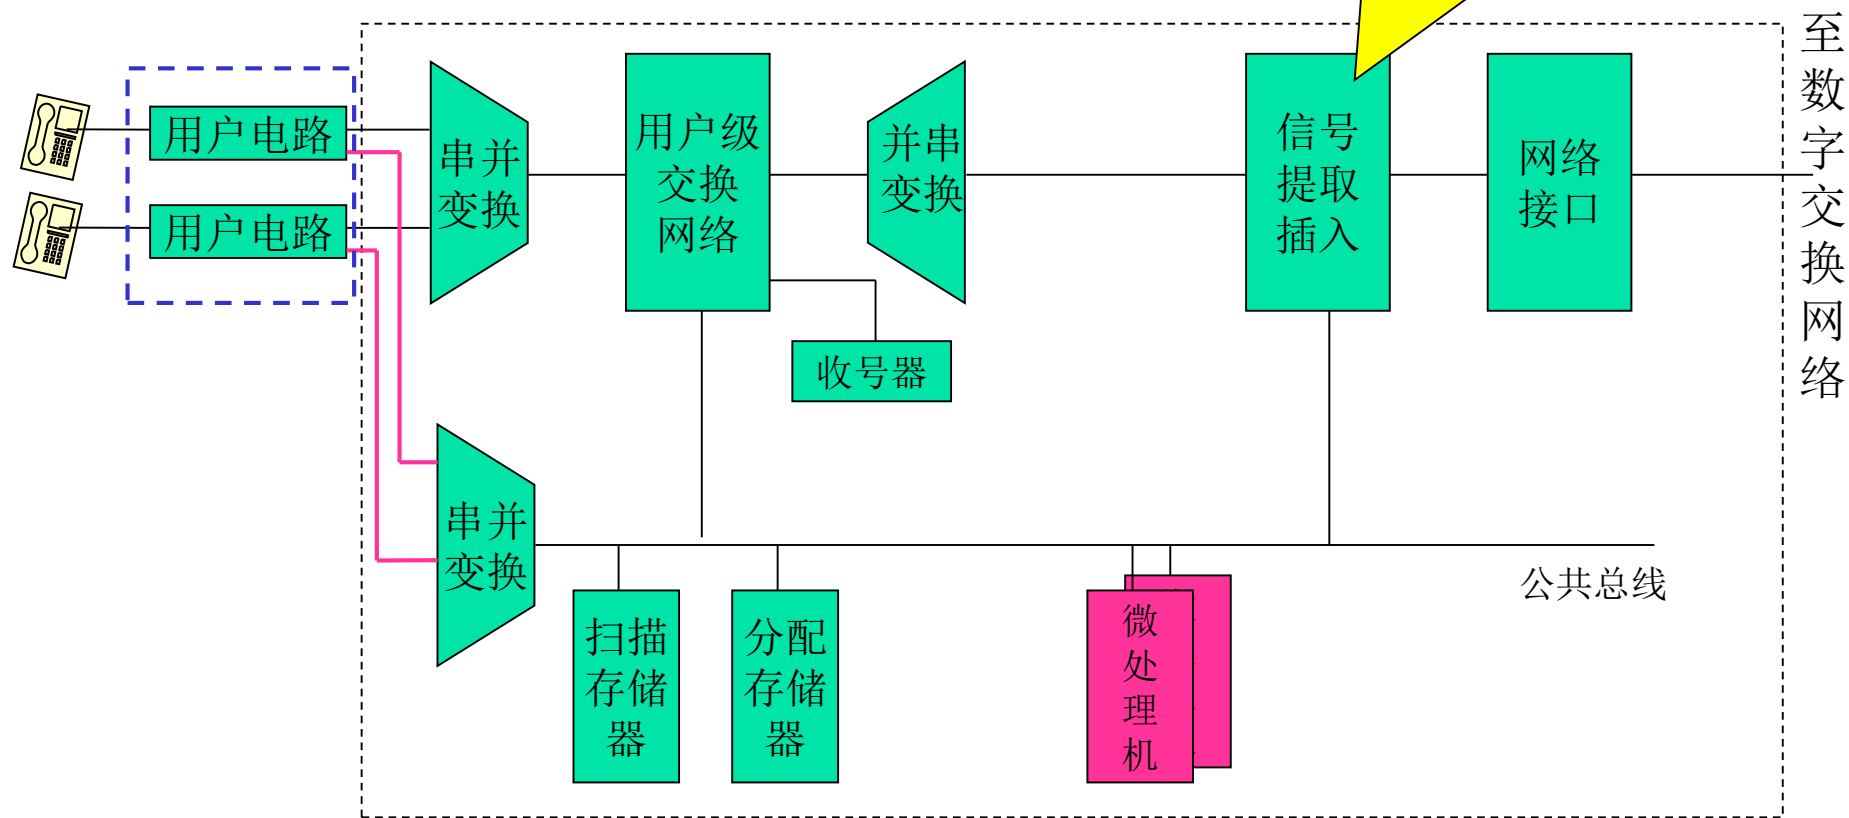 用户电路
用户电路
串并
变换
用户级
交换
网络
并串
变换
信号
提取
插入
网络
接口
至数字交换网络
收号器
串并
变换
公共总线
扫描
存储
器
分配
存储
器
微处理机